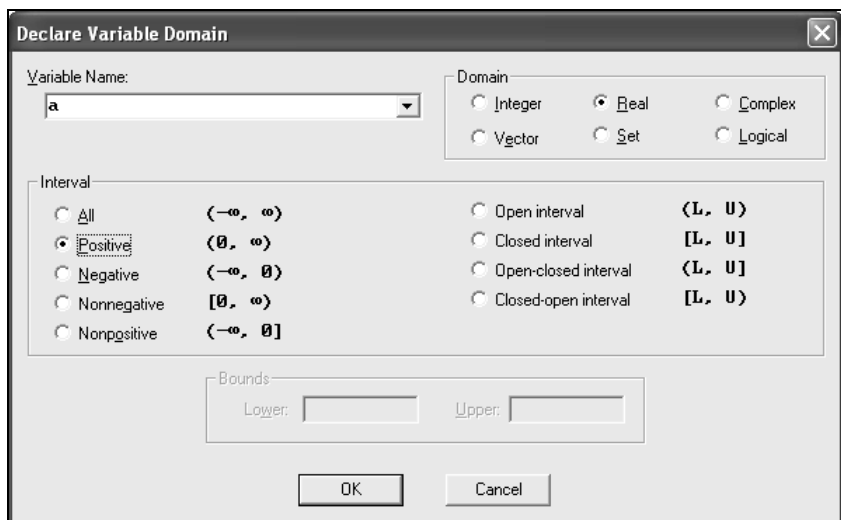 Declare Variable Domain
Variable Name:
a
Domain
Integer Real Complex
Vector Set Logical
Interval
All (−∞, ∞)
Positive (0, ∞)
Negative (−∞, 0)
Nonnegative [0, ∞)
Nonpositive (−∞, 0]
Open interval (L, U)
Closed interval [L, U]
Open-closed interval (L, U]
Closed-open interval [L, U)
Bounds
Lower: Upper:
OK Cancel